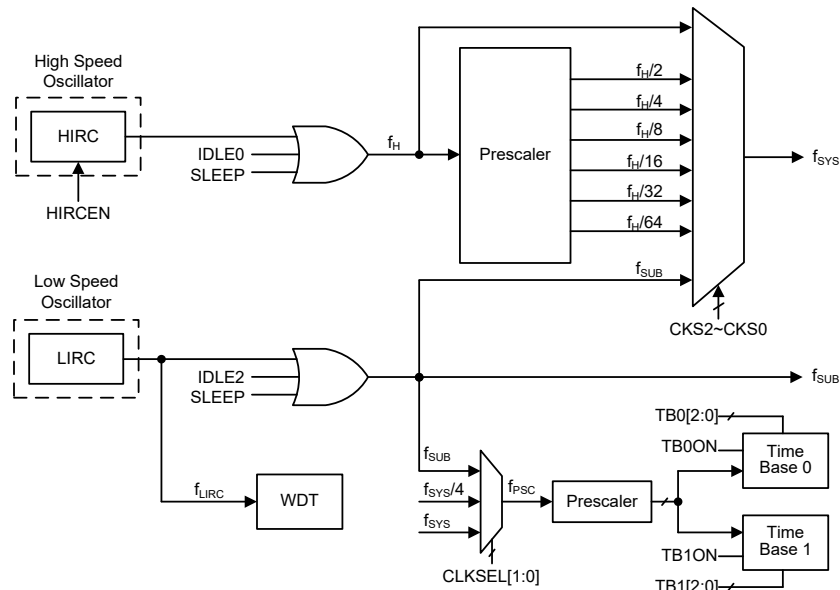 High Speed
Oscillator
HIRC
HIRCEN
IDLE0
SLEEP
fH
Prescaler
fH/2
fH/4
fH/8
fH/16
fH/32
fH/64
fSUB
fSYS
CKS2~CKS0
Low Speed
Oscillator
LIRC
IDLE2
SLEEP
fSUB
fLIRC
WDT
fSUB
fSYS/4
fSYS
CLKSEL[1:0]
fPSC
Prescaler
TB0[2:0]
TB0ON
Time
Base 0
Time
Base 1
TB1ON
TB1[2:0]